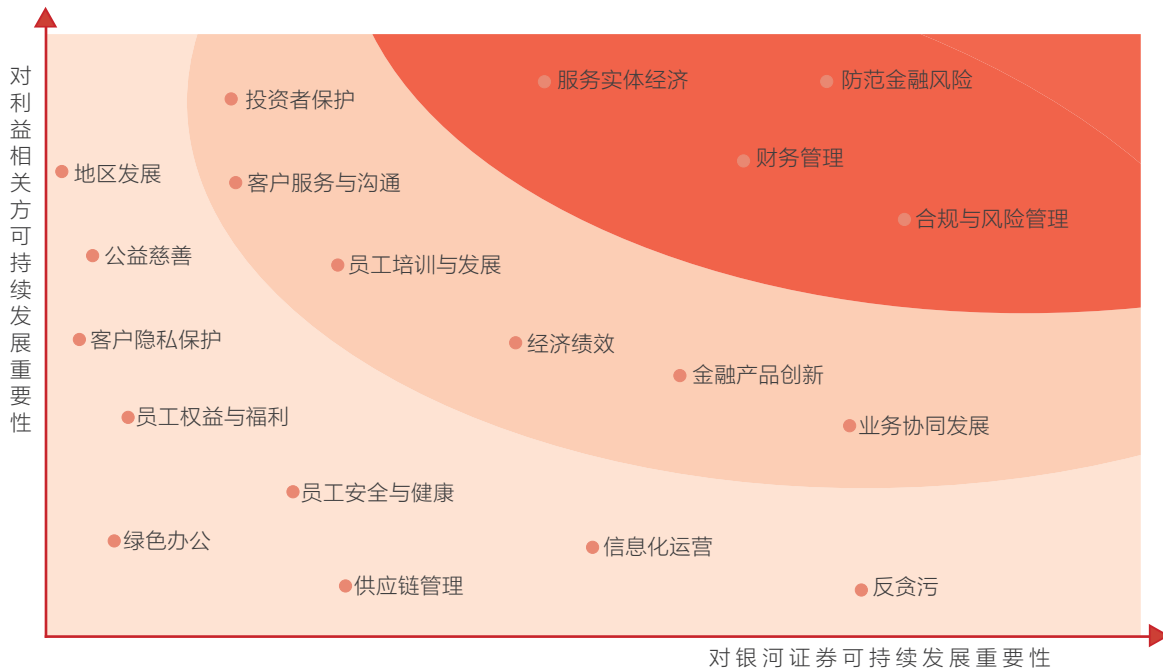 对利益相关方可持续发展重要性
服务实体经济
防范金融风险
投资者保护
财务管理
地区发展
客户服务与沟通
合规与风险管理
公益慈善
员工培训与发展
客户隐私保护
经济绩效
金融产品创新
员工权益与福利
业务协同发展
员工安全与健康
绿色办公
信息化运营
供应链管理
反贪污
对银河证券可持续发展重要性